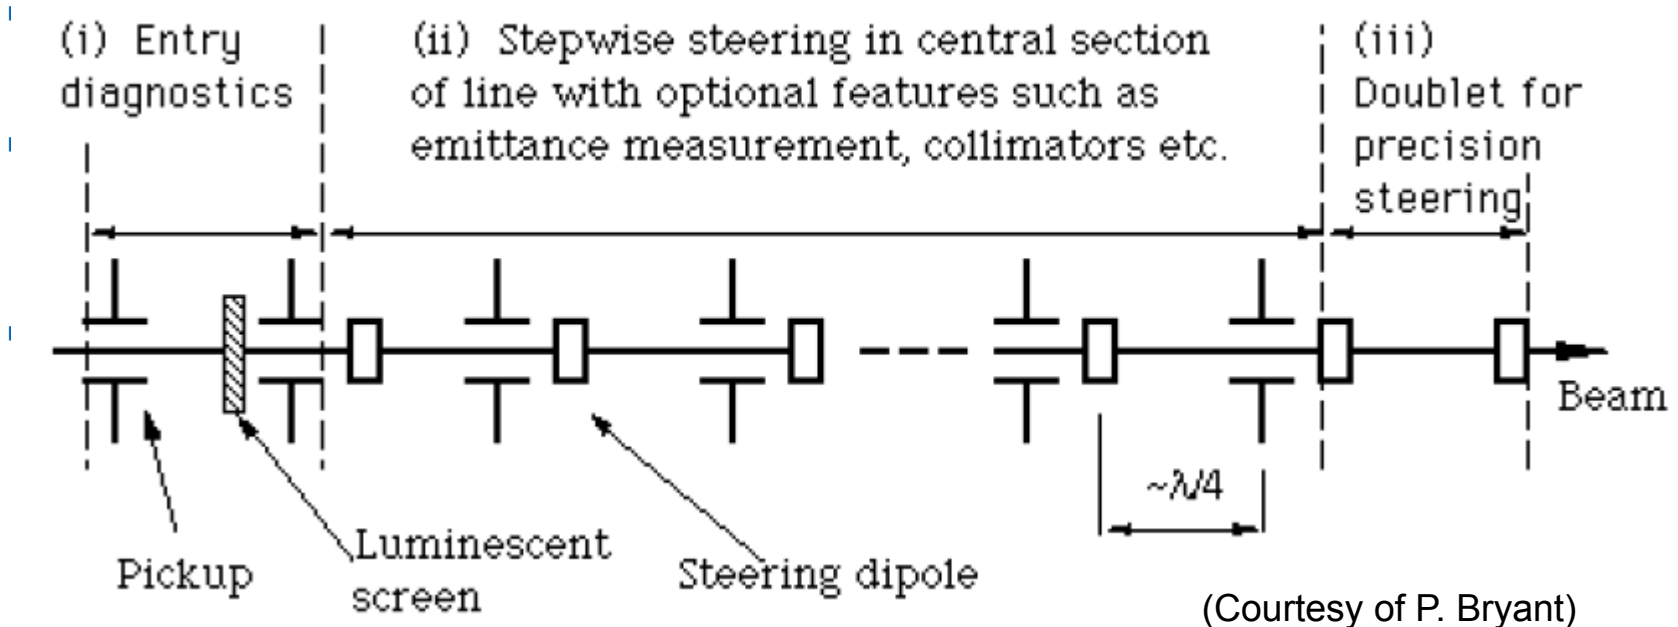 (i) Entry
diagnostics
(ii) Stepwise steering in central section
of line with optional features such as
emittance measurement, collimators etc.
(iii)
Doublet for
precision
steering
Beam
~λ/4
Pickup
Luminescent
screen
Steering dipole
(Courtesy of P. Bryant)